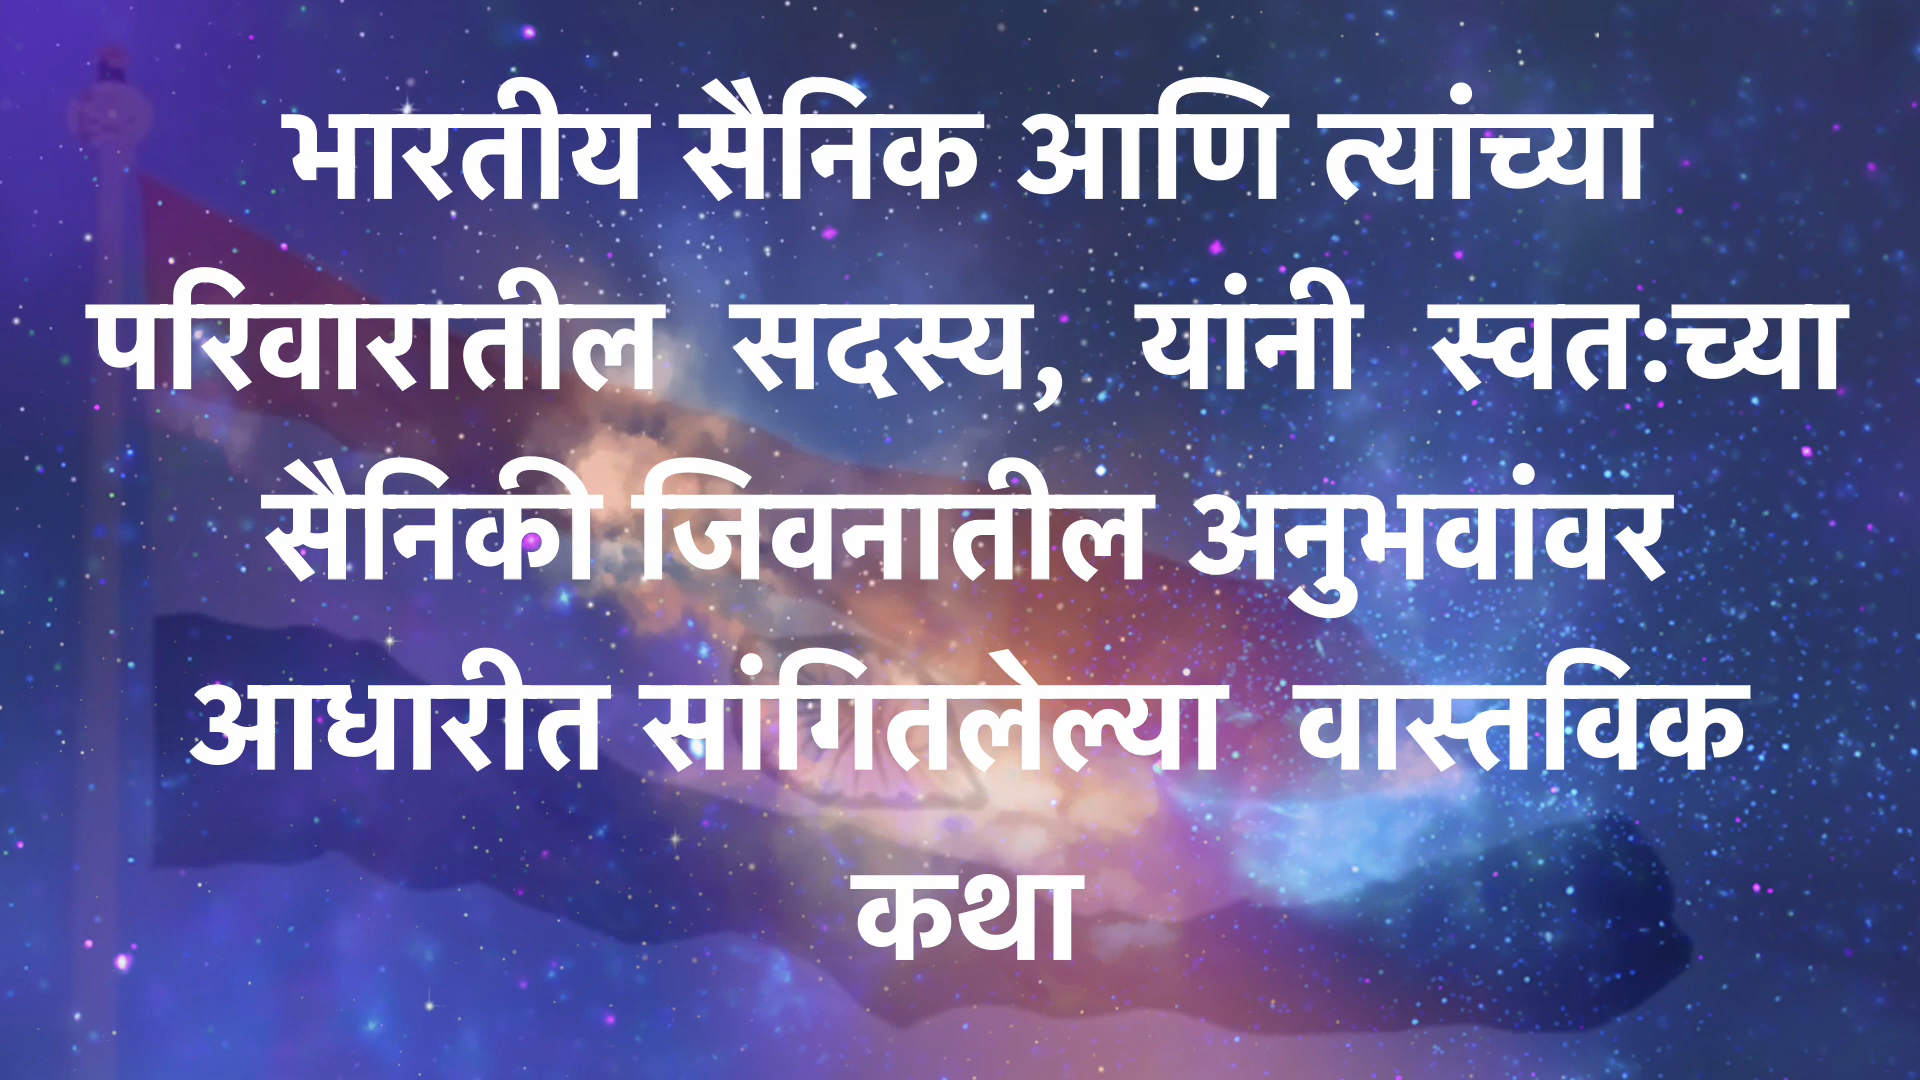 भारतीय सैनिक आणि त्यांच्या
परिवारातील सदस्य, यांनी स्वत:च्या
सैनिकी जिवनातील अनुभवांवर
आधारीत सांगितलेल्या वास्तविक
कथा